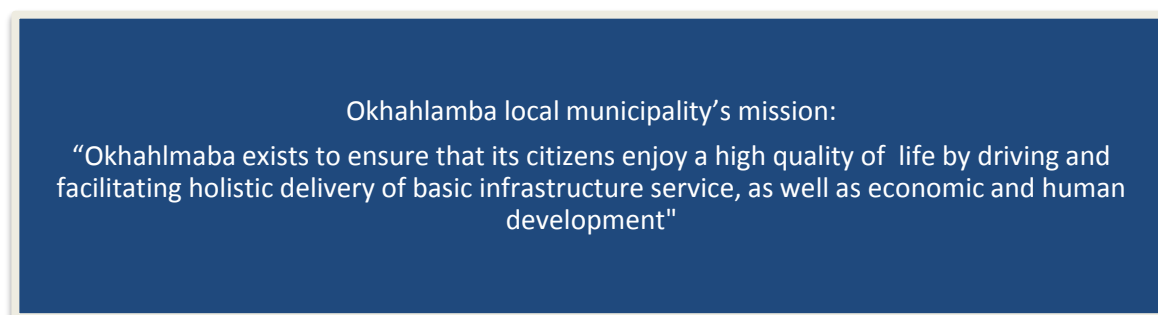 Okhahlamba local municipality’s mission:
“Okhahlmaba exists to ensure that its citizens enjoy a high quality of  life by driving and
facilitating holistic delivery of basic infrastructure service, as well as economic and human
development"